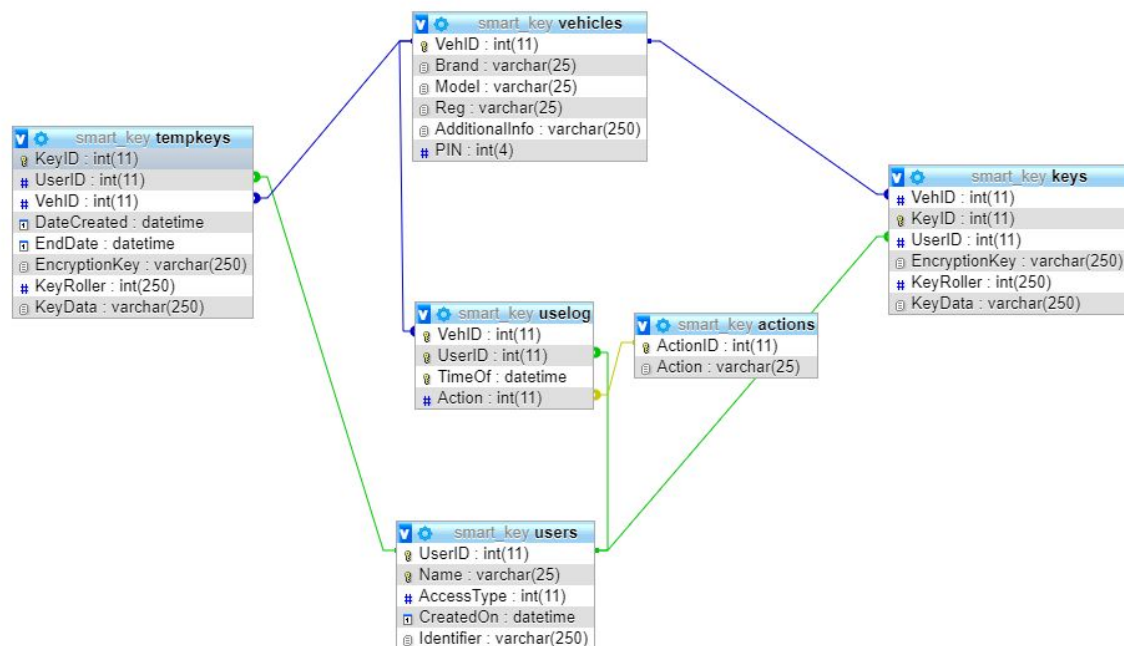 smart_key vehicles
VehID : int(11)
Brand : varchar(25)
Model : varchar(25)
Reg : varchar(25)
AdditionalInfo : varchar(250)
PIN : int(4)
smart_key tempkeys
KeyID : int(11)
UserID : int(11)
VehID : int(11)
DateCreated : datetime
EndDate : datetime
EncryptionKey : varchar(250)
KeyRoller : int(250)
KeyData : varchar(250)
smart_key keys
VehID : int(11)
KeyID : int(11)
UserID : int(11)
EncryptionKey : varchar(250)
KeyRoller : int(250)
KeyData : varchar(250)
smart_key uselog
VehID : int(11)
UserID : int(11)
TimeOf : datetime
Action : int(11)
smart_key actions
ActionID : int(11)
Action : varchar(25)
smart_key users
UserID : int(11)
Name : varchar(25)
AccessType : int(11)
CreatedOn : datetime
Identifier : varchar(250)